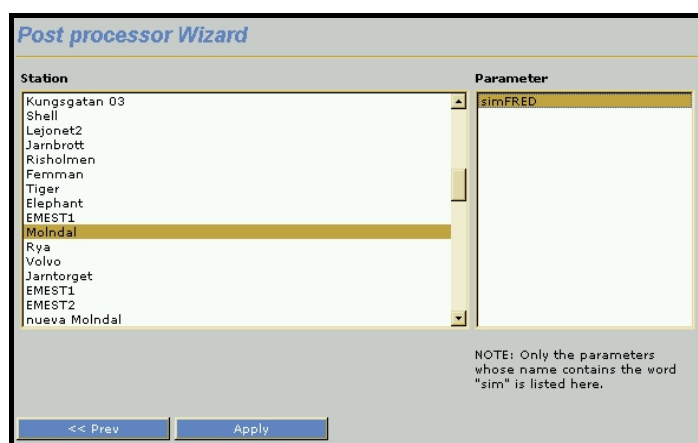 Post processor Wizard
Station
Parameter
Kungsgatan 03
Shell
Lejonet2
Jarnbrott
Risholmen
Femman
Tiger
Elephant
EMEST1
Molndal
Rya
Volvo
Jarntorget
EMEST1
EMEST2
nueva Molndal
simFRED
NOTE: Only the parameters
whose name contains the word
"sim" is listed here.
<< Prev
Apply